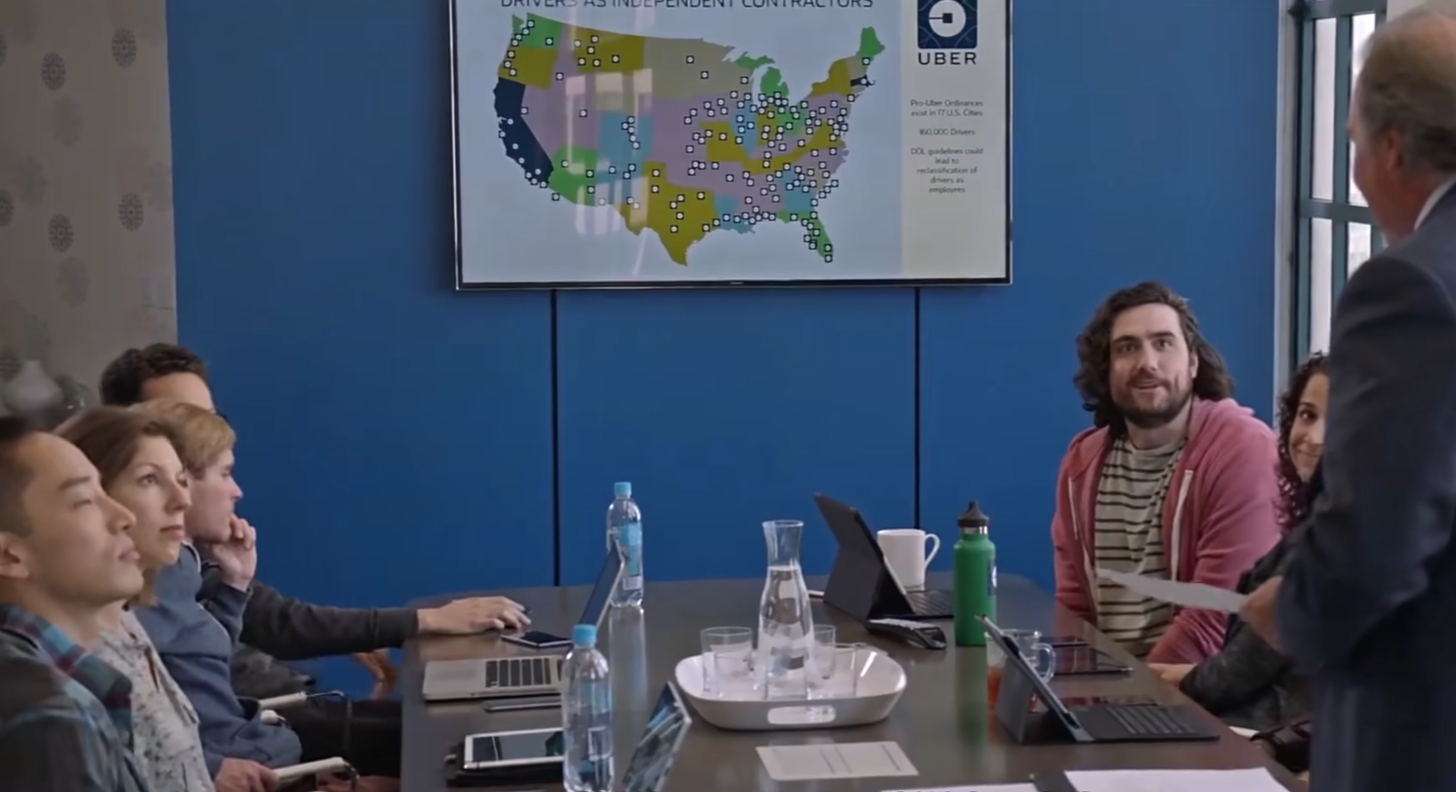 DRIVERS AS INDEPENDENT CONTRACTORS
UBER
Pro-Uber Ordinances
exist in 17 U.S. Cities
160,000 Drivers
DOL guidelines could
lead to
reclassification of
drivers as
employees